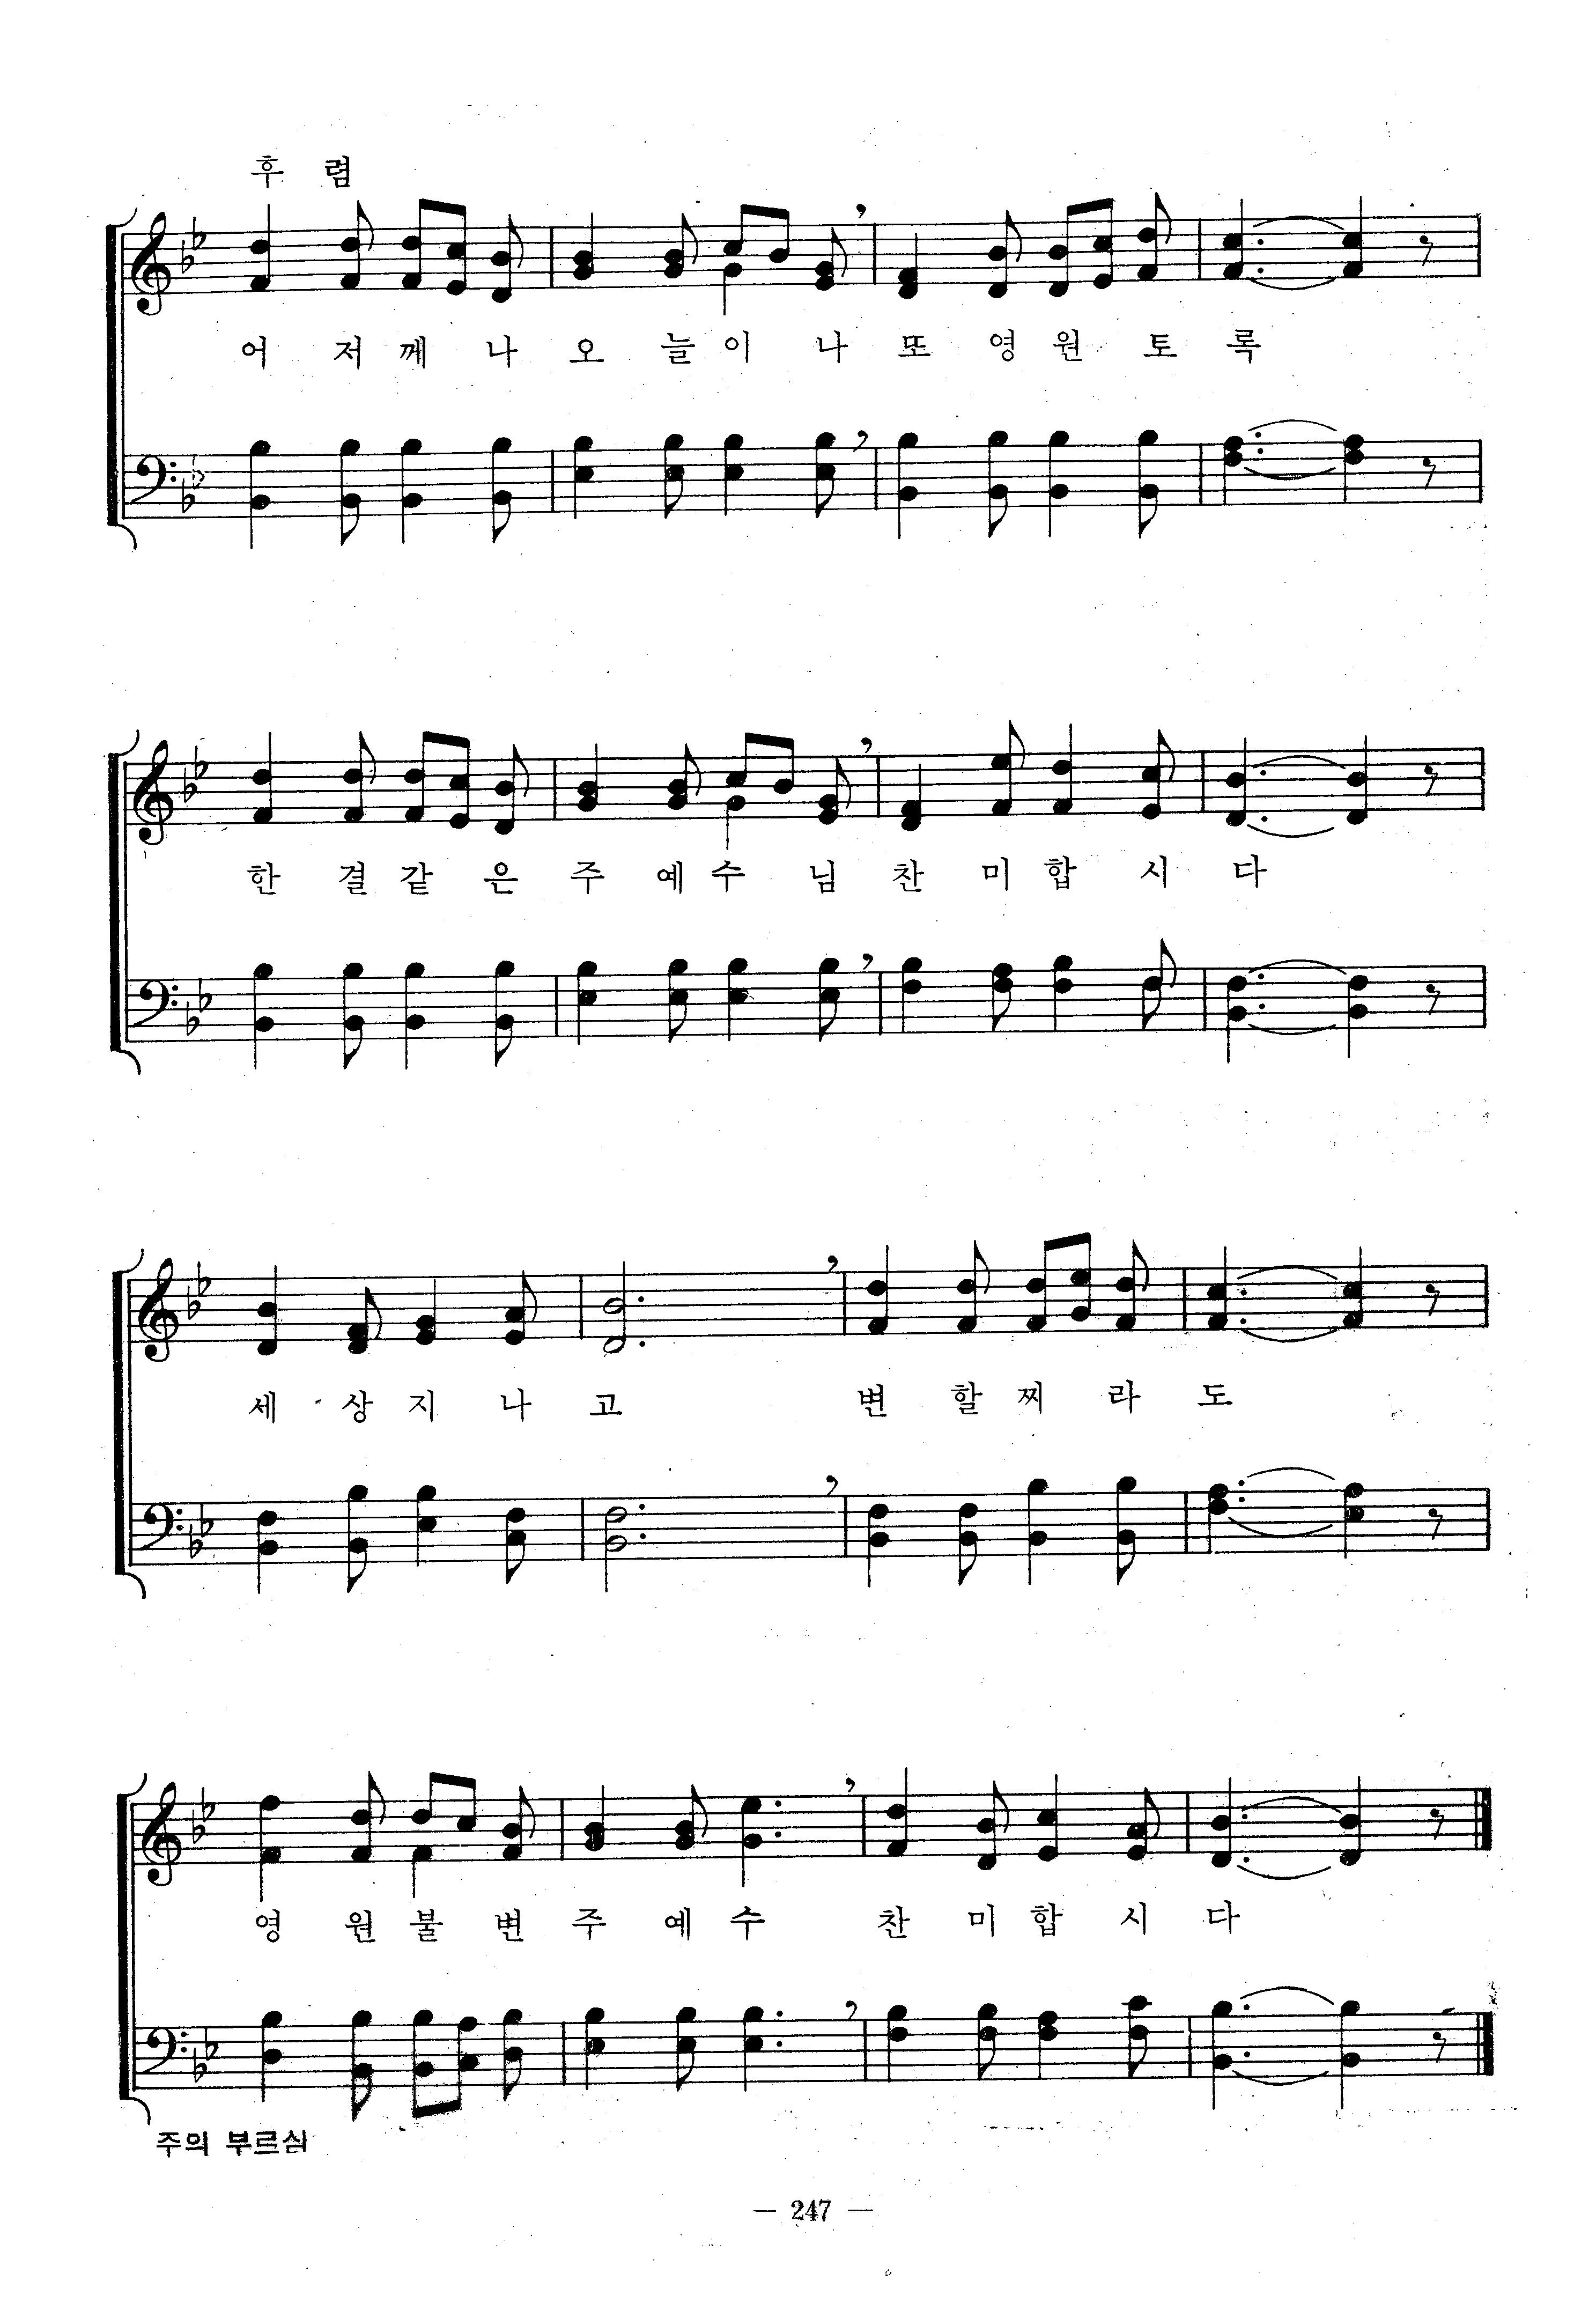 후 렴
어 저 께 나 오 늘 이 나 또 영 원 토 록
한 결 같 은 주 예 수 님 찬 미 합 시 다
세 상 지 나 고 변 할 찌 라 도
영 원 불 변 주 예 수 찬 미 합 시 다
주의 부르심
— 247 —